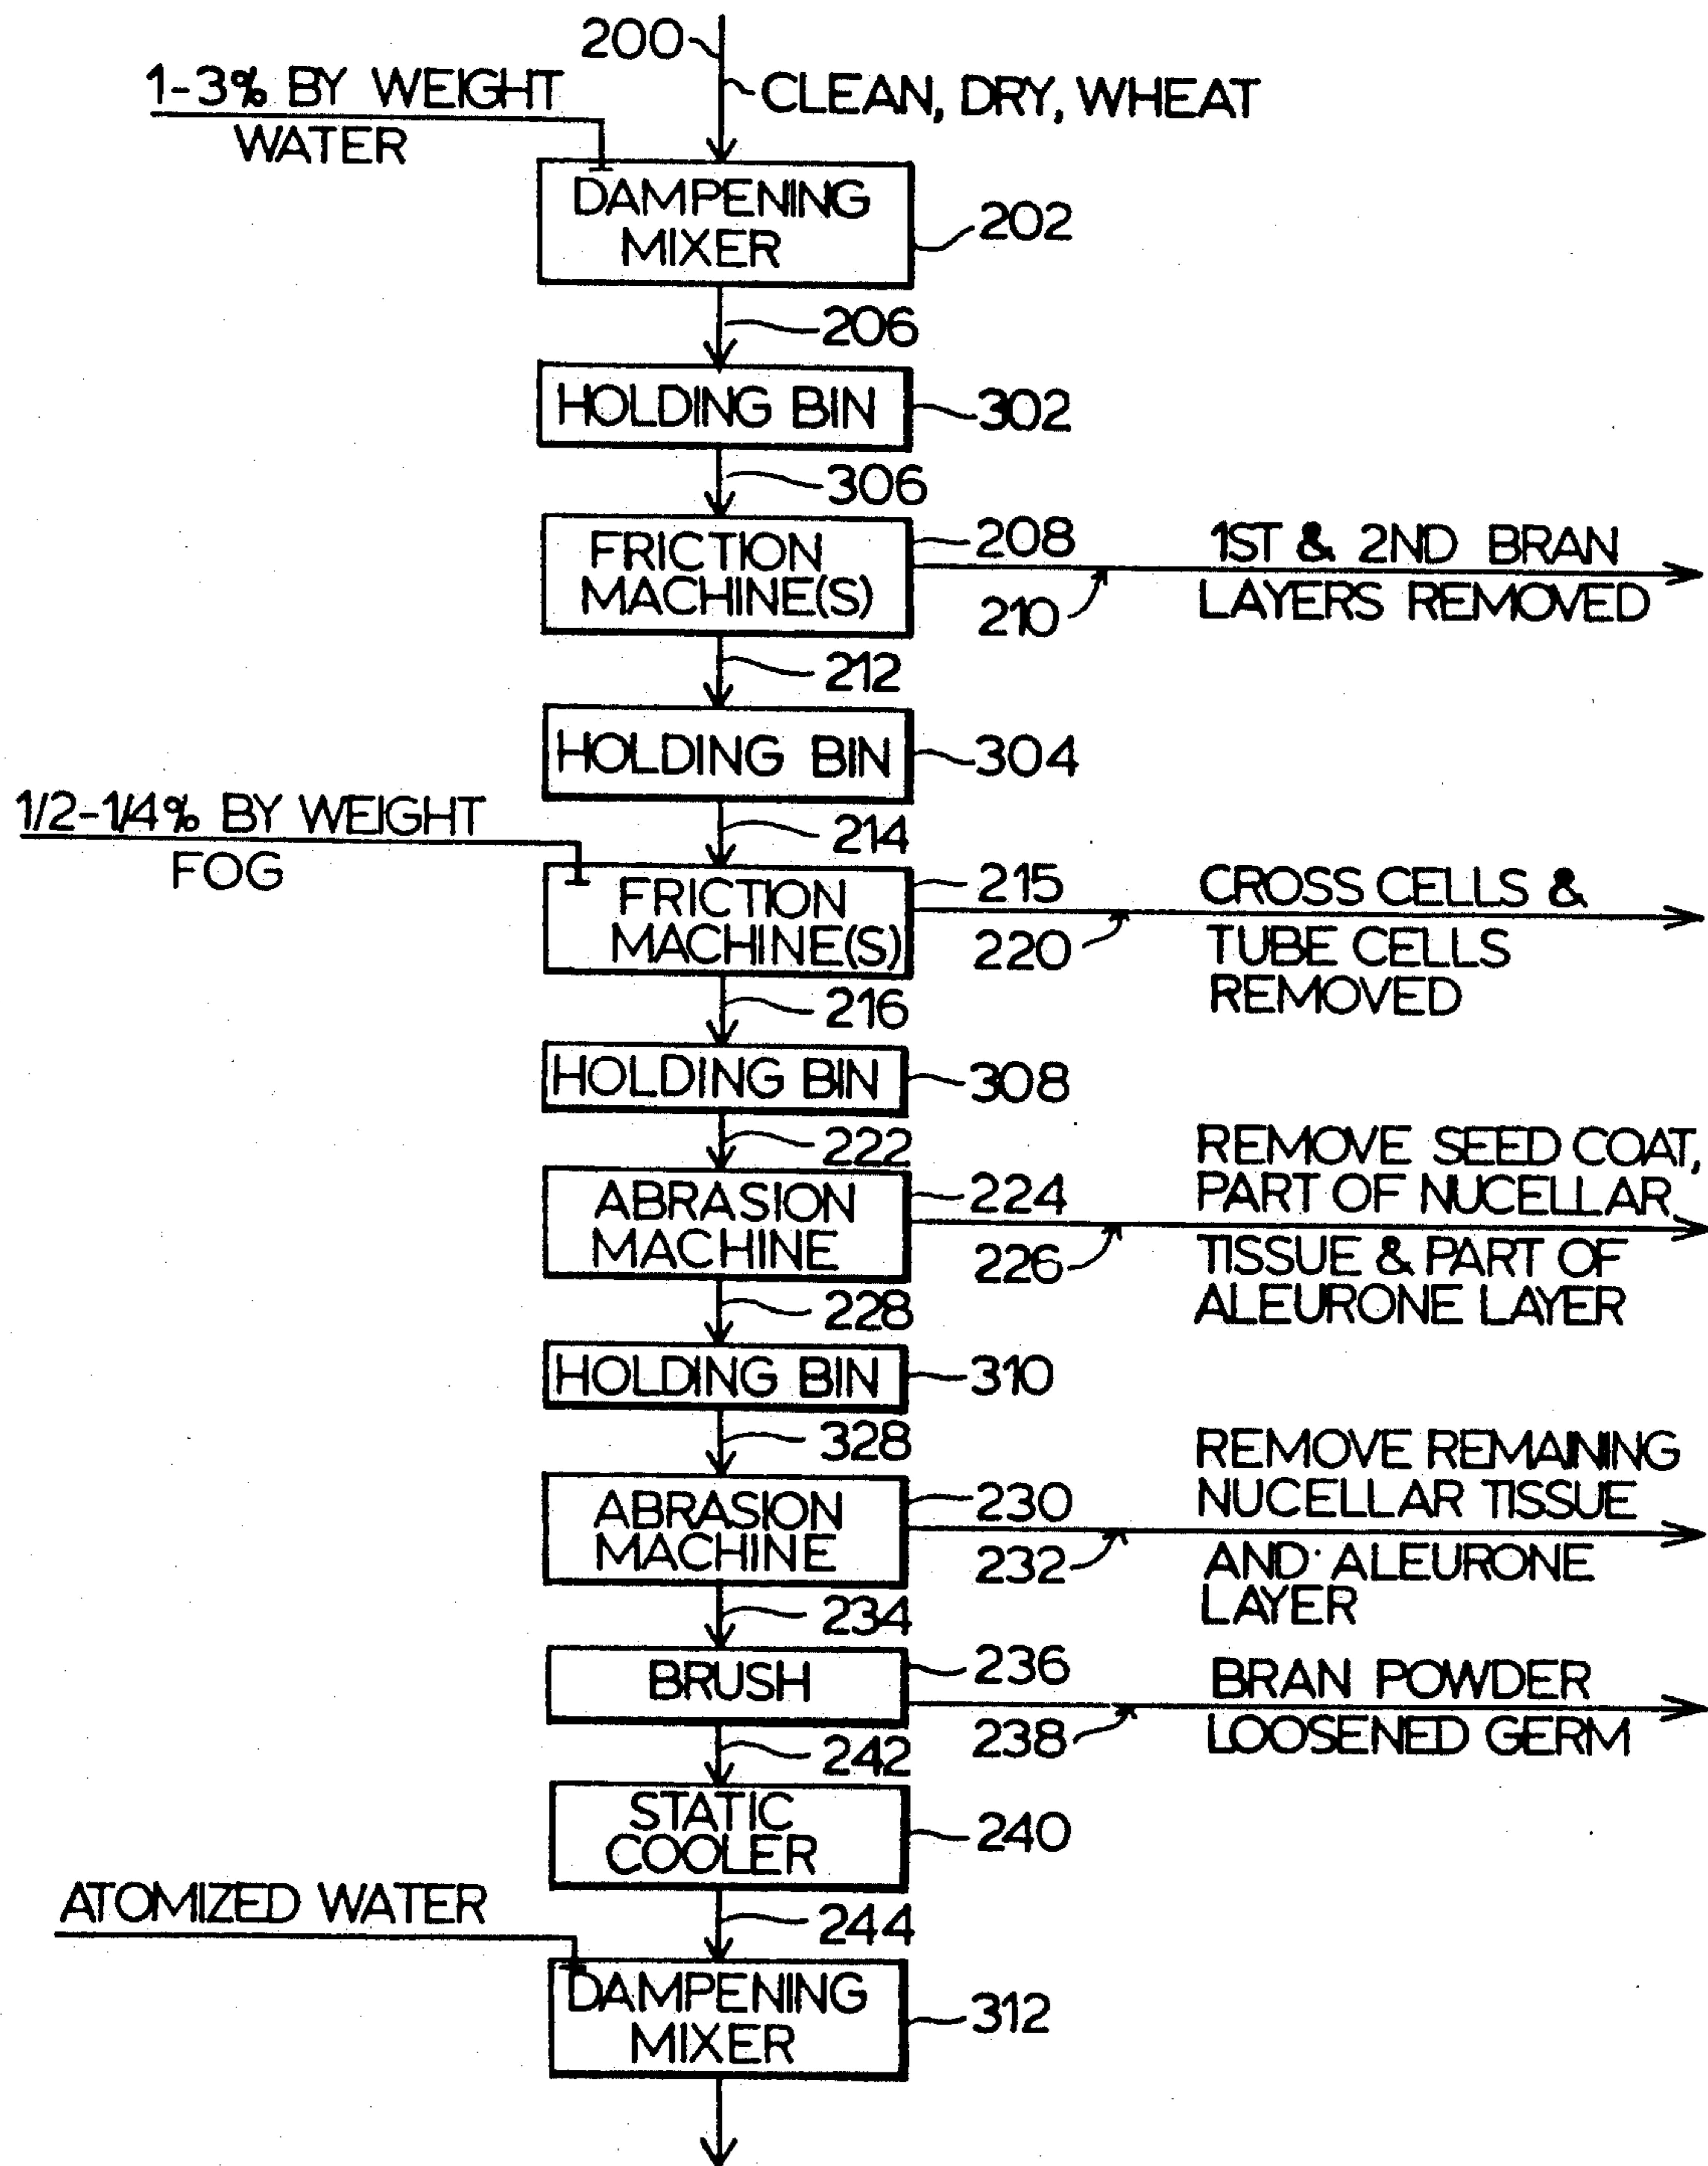 200
1-3% BY WEIGHT
WATER
CLEAN, DRY, WHEAT
DAMPENING
MIXER
202
206
HOLDING BIN
302
306
FRICTION
MACHINE(S)
208
210
1ST & 2ND BRAN
LAYERS REMOVED
212
HOLDING BIN
304
1/2-1/4% BY WEIGHT
FOG
214
FRICTION
MACHINE(S)
215
220
CROSS CELLS &
TUBE CELLS
REMOVED
216
HOLDING BIN
308
222
ABRASION
MACHINE
224
226
REMOVE SEED COAT,
PART OF NUCELLAR
TISSUE & PART OF
ALEURONE LAYER
228
HOLDING BIN
310
328
ABRASION
MACHINE
230
232
REMOVE REMAINING
NUCELLAR TISSUE
AND ALEURONE
LAYER
234
BRUSH
236
238
BRAN POWDER
LOOSENED GERM
242
STATIC
COOLER
240
ATOMIZED WATER
244
DAMPENING
MIXER
312